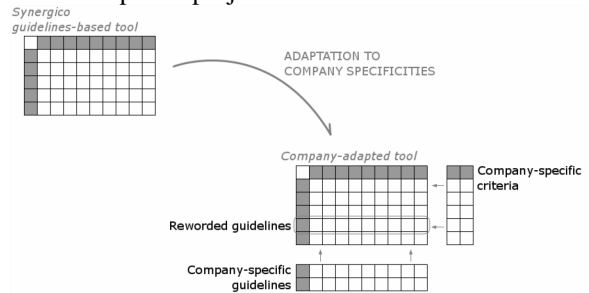 Synergico
guidelines-based tool
ADAPTATION TO
COMPANY SPECIFICITIES
Company-adapted tool
Company-specific
criteria
Reworded guidelines
Company-specific
guidelines